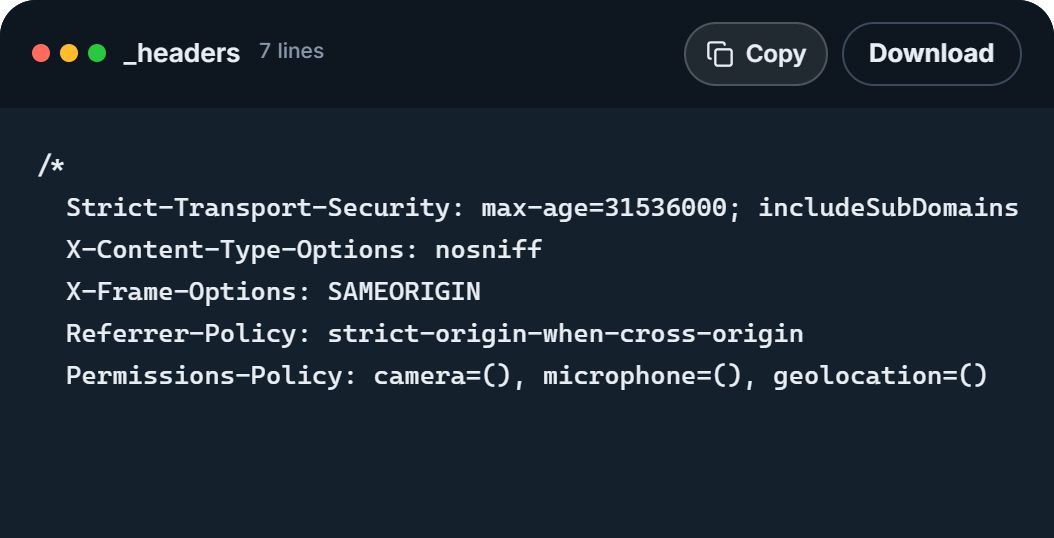 _headers 7 lines Copy Download
/*
  Strict-Transport-Security: max-age=31536000; includeSubDomains
  X-Content-Type-Options: nosniff
  X-Frame-Options: SAMEORIGIN
  Referrer-Policy: strict-origin-when-cross-origin
  Permissions-Policy: camera=(), microphone=(), geolocation=()